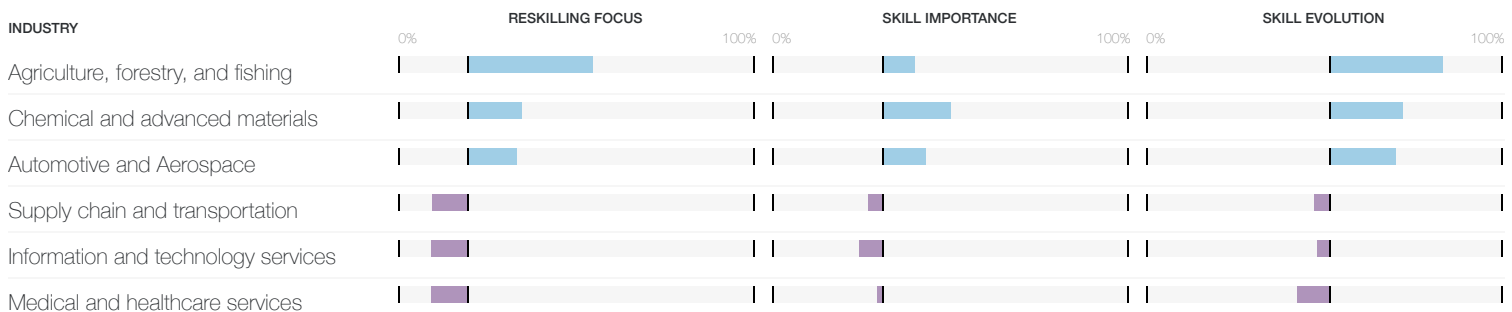 INDUSTRY
RESKILLING FOCUS
SKILL IMPORTANCE
SKILL EVOLUTION
0% 100% 0% 100% 0% 100%
Agriculture, forestry, and fishing
Chemical and advanced materials
Automotive and Aerospace
Supply chain and transportation
Information and technology services
Medical and healthcare services